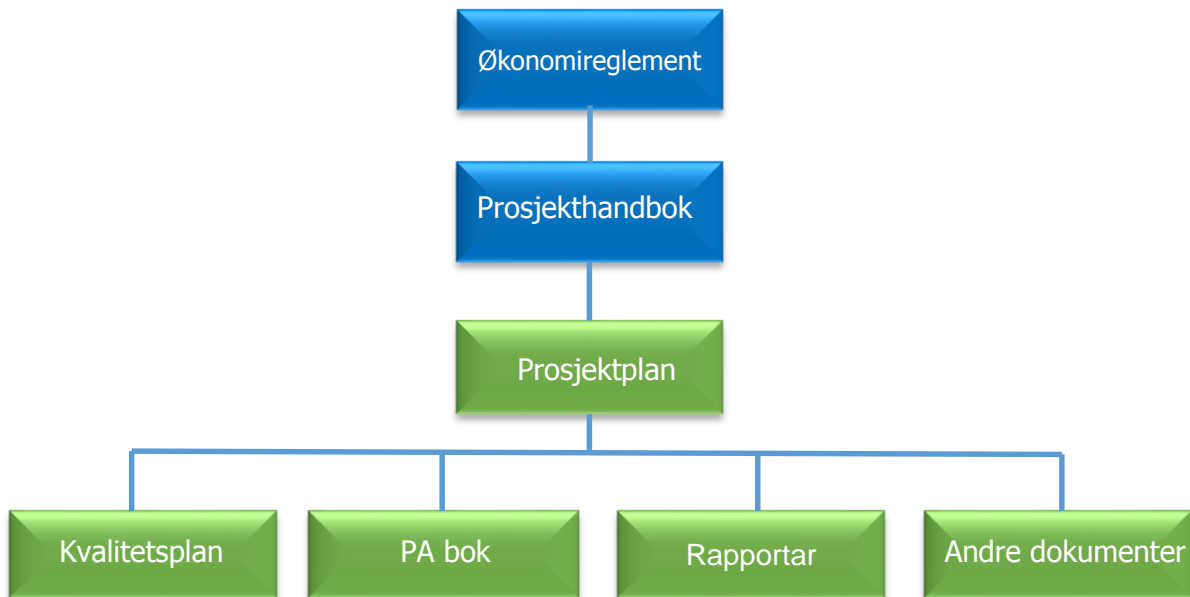 Økonomireglement
Prosjekthandbok
Prosjektplan
Kvalitetsplan
PA bok
Rapportar
Andre dokumenter